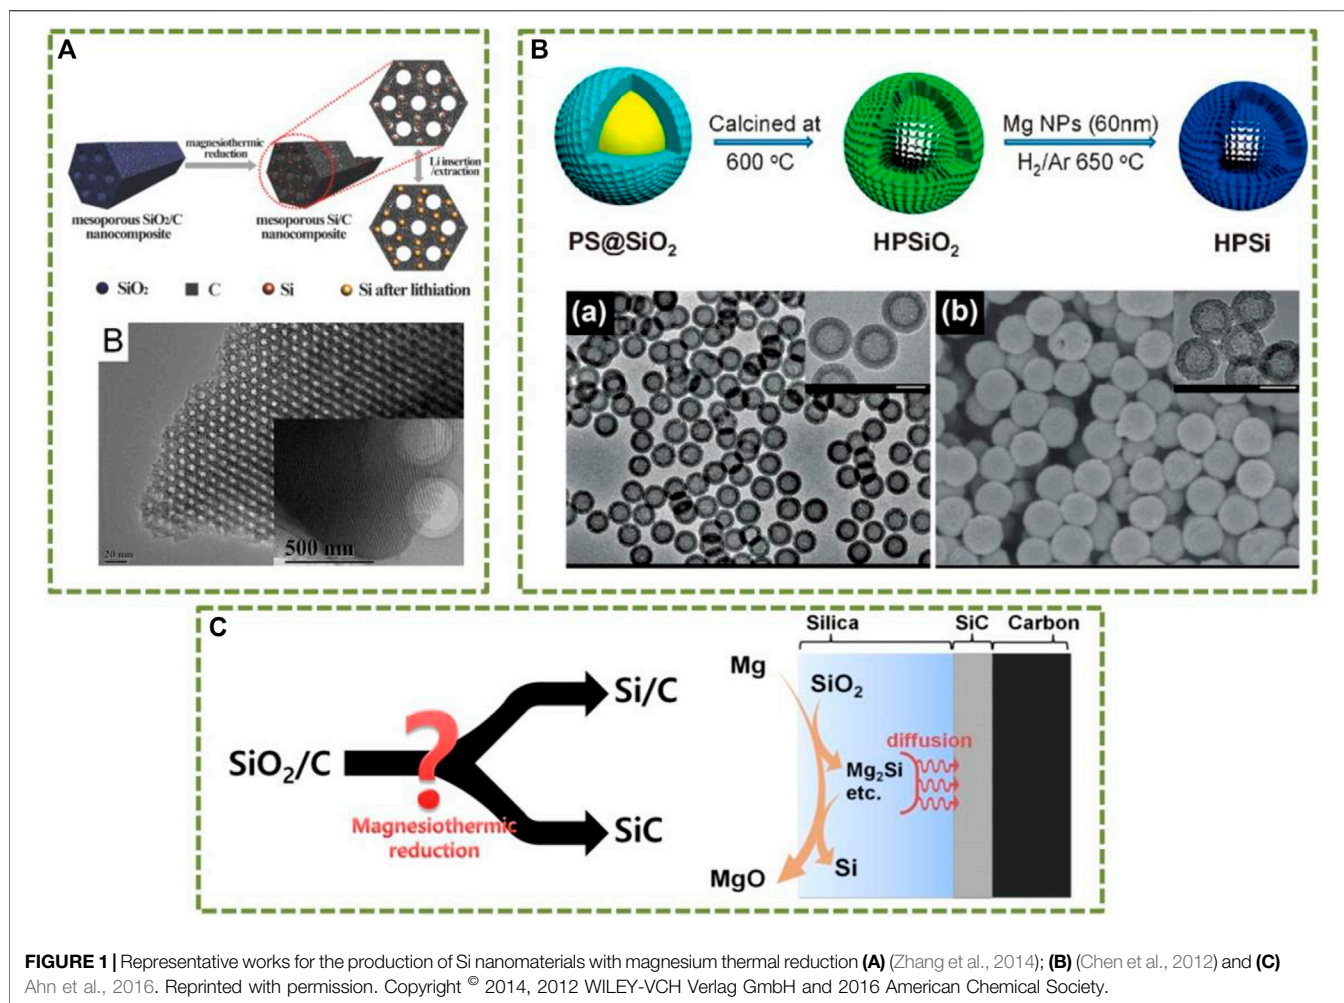 A
magnesiothermic
reduction
Li insertion
/extraction
mesoporous SiO₂/C
nanocomposite
mesoporous Si/C
nanocomposite
SiO₂
C
Si
Si after lithiation
B
20 nm
500 nm
B
Calcined at
600 °C
Mg NPs (60nm)
H₂/Ar 650 °C
PS@SiO₂
HPSiO₂
HPSi
(a)
(b)
C
SiO₂/C
?
Magnesiothermic
reduction
Si/C
SiC
Silica
SiC
Carbon
Mg
SiO₂
diffusion
Mg₂Si
etc.
MgO
Si
FIGURE 1 | Representative works for the production of Si nanomaterials with magnesium thermal reduction (A) (Zhang et al., 2014); (B) (Chen et al., 2012) and (C)
Ahn et al., 2016. Reprinted with permission. Copyright © 2014, 2012 WILEY-VCH Verlag GmbH and 2016 American Chemical Society.